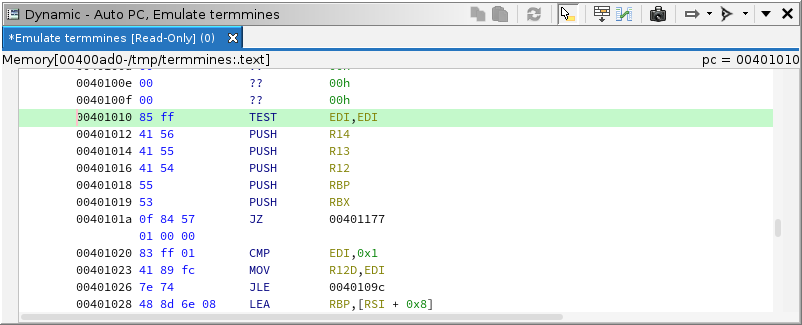 Dynamic - Auto PC, Emulate termmines
*Emulate termmines [Read-Only] (0)
Memory[00400ad0-/tmp/termmines:.text] pc = 00401010
0040100e 00 ?? 00h
0040100f 00 ?? 00h
00401010 85 ff TEST EDI,EDI
00401012 41 56 PUSH R14
00401014 41 55 PUSH R13
00401016 41 54 PUSH R12
00401018 55 PUSH RBP
00401019 53 PUSH RBX
0040101a 0f 84 57 JZ 00401177
01 00 00
00401020 83 ff 01 CMP EDI,0x1
00401023 41 89 fc MOV R12D,EDI
00401026 7e 74 JLE 0040109c
00401028 48 8d 6e 08 LEA RBP,[RSI + 0x8]